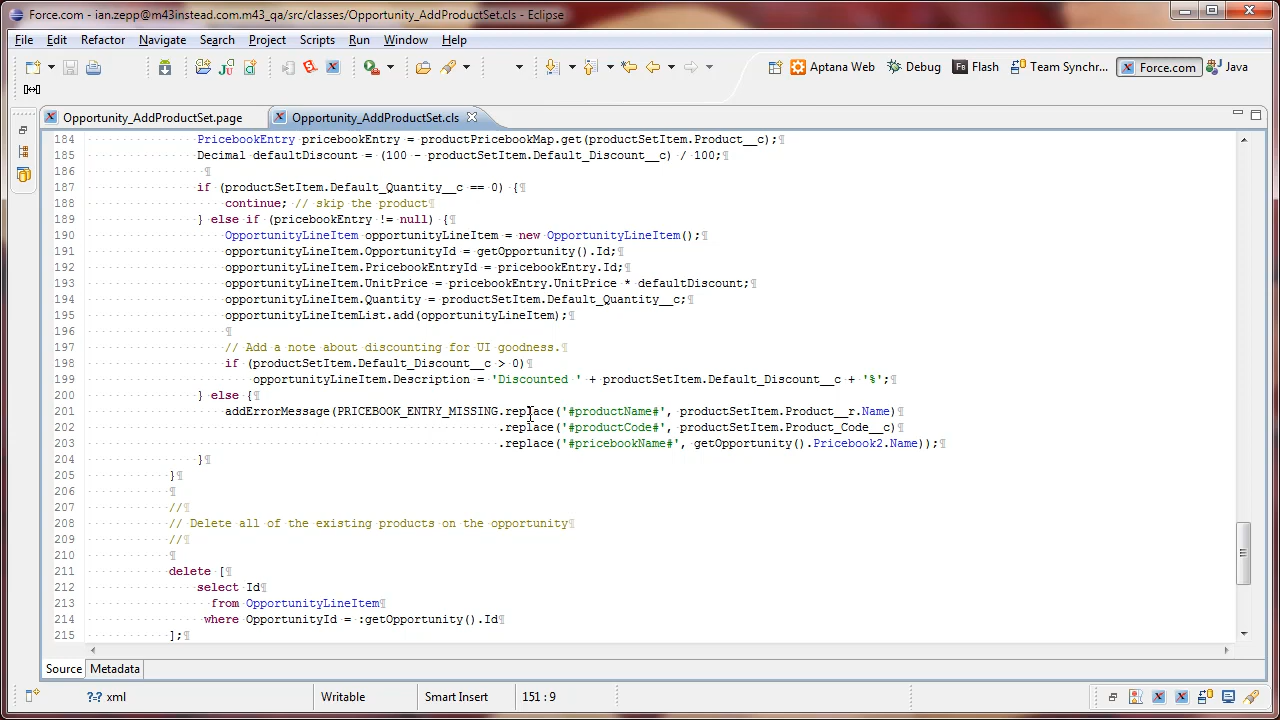 Force.com - ian.zepp@m43instead.com.m43_qa/src/classes/Opportunity_AddProductSet.cls - Eclipse
File Edit Refactor Navigate Search Project Scripts Run Window Help
Aptana Web Debug Flash Team Synchr... Force.com Java
Opportunity_AddProductSet.page Opportunity_AddProductSet.cls
184 PricebookEntry pricebookEntry = productPricebookMap.get(productSetItem.Product__c);¶
185 Decimal defaultDiscount = (100 - productSetItem.Default_Discount__c) / 100;¶
186 ¶
187 if (productSetItem.Default_Quantity__c == 0) {¶
188 continue; // skip the product¶
189 } else if (pricebookEntry != null) {¶
190 OpportunityLineItem opportunityLineItem = new OpportunityLineItem();¶
191 opportunityLineItem.OpportunityId = getOpportunity().Id;¶
192 opportunityLineItem.PricebookEntryId = pricebookEntry.Id;¶
193 opportunityLineItem.UnitPrice = pricebookEntry.UnitPrice * defaultDiscount;¶
194 opportunityLineItem.Quantity = productSetItem.Default_Quantity__c;¶
195 opportunityLineItemList.add(opportunityLineItem);¶
196 ¶
197 // Add a note about discounting for UI goodness.¶
198 if (productSetItem.Default_Discount__c > 0)¶
199 opportunityLineItem.Description = 'Discounted ' + productSetItem.Default_Discount__c + '%';¶
200 } else {¶
201 addErrorMessage(PRICEBOOK_ENTRY_MISSING.replace('#productName#', productSetItem.Product__r.Name)¶
202 .replace('#productCode#', productSetItem.Product_Code__c)¶
203 .replace('#pricebookName#', getOpportunity().Pricebook2.Name));¶
204 }¶
205 }¶
206 ¶
207 //¶
208 // Delete all of the existing products on the opportunity¶
209 //¶
210 ¶
211 delete [¶
212 select Id¶
213 from OpportunityLineItem¶
214 where OpportunityId = :getOpportunity().Id¶
215 ];¶
Source Metadata
xml Writable Smart Insert 151 : 9